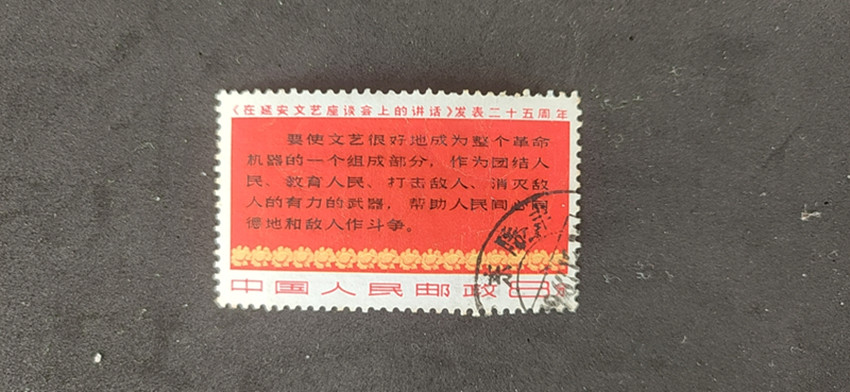 《在延安文艺座谈会上的讲话》发表二十五周年
要使文艺很好地成为整个革命
机器的一个组成部分，作为团结人
民、教育人民、打击敌人、消灭敌
人的有力的武器，帮助人民同心同
德地和敌人作斗争。
中国人民邮政8分